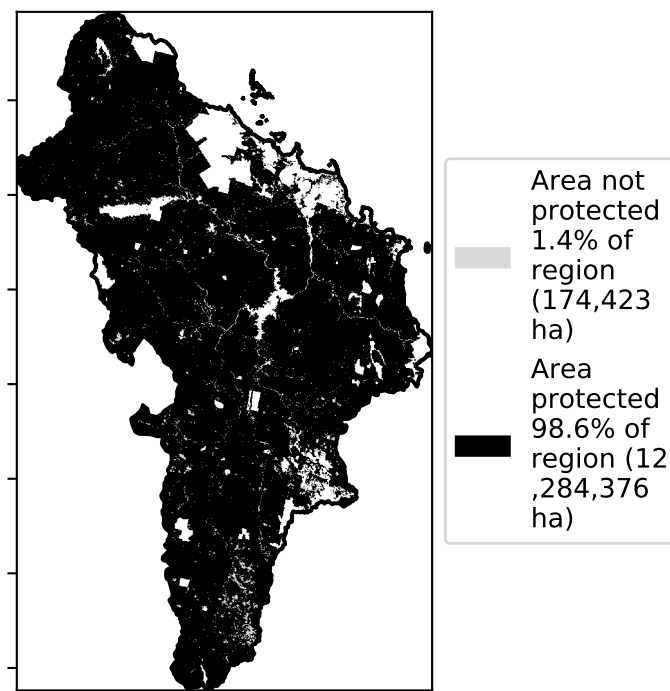 Area not
protected
1.4% of
region
(174,423
ha)
Area
protected
98.6% of
region (12
,284,376
ha)